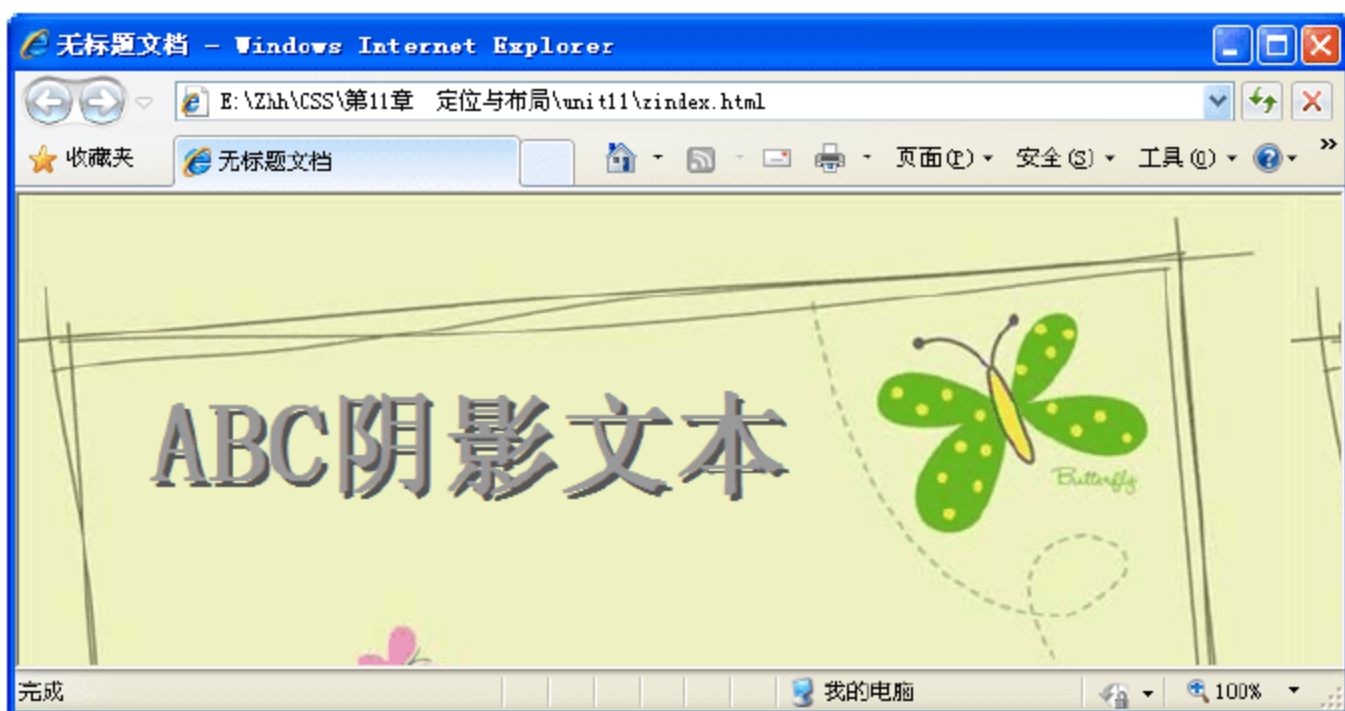 无标题文档 - Windows Internet Explorer
E:\Zhh\CSS\第11章 定位与布局\unit11\zindex.html
收藏夹 无标题文档 页面(P) 安全(S) 工具(O) »
ABC阴影文本
Butterfly
完成 我的电脑 100%